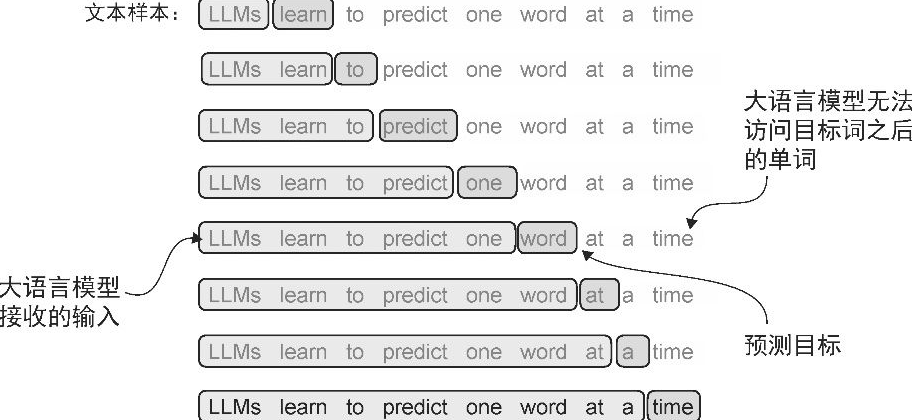 文本样本： LLMs learn to predict one word at a time
LLMs learn to predict one word at a time
LLMs learn to predict one word at a time
LLMs learn to predict one word at a time
LLMs learn to predict one word at a time
LLMs learn to predict one word at a time
LLMs learn to predict one word at a time
LLMs learn to predict one word at a time
大语言模型无法
访问目标词之后
的单词
大语言模型
接收的输入
预测目标